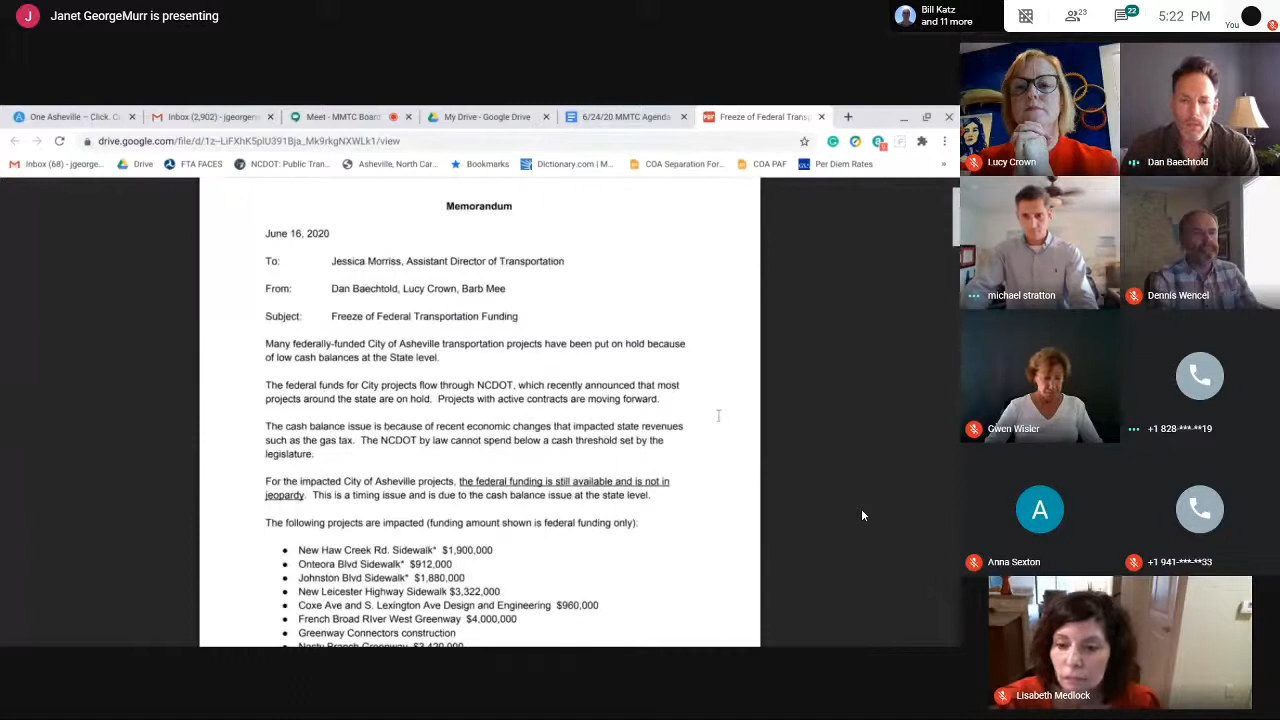 Janet GeorgeMurr is presenting
Bill Katz
and 11 more
23
22
5:22 PM
You
One Asheville – Click. C
Inbox (2,902) - jgeorgem
Meet - MMTC Board
My Drive - Google Drive
6/24/20 MMTC Agenda
Freeze of Federal Transp
drive.google.com/file/d/1z-LiFXhK5plU391Bja_Mk9rkgNXWLk1/view
Inbox (68) - jgeorge...
Drive
FTA FACES
NCDOT: Public Tran...
Asheville, North Car...
Bookmarks
Dictionary.com | M...
COA Separation For...
COA PAF
Per Diem Rates
»
Memorandum
June 16, 2020
To: Jessica Morriss, Assistant Director of Transportation
From: Dan Baechtold, Lucy Crown, Barb Mee
Subject: Freeze of Federal Transportation Funding
Many federally-funded City of Asheville transportation projects have been put on hold because
of low cash balances at the State level.
The federal funds for City projects flow through NCDOT, which recently announced that most
projects around the state are on hold. Projects with active contracts are moving forward.
The cash balance issue is because of recent economic changes that impacted state revenues
such as the gas tax. The NCDOT by law cannot spend below a cash threshold set by the
legislature.
For the impacted City of Asheville projects, the federal funding is still available and is not in
jeopardy. This is a timing issue and is due to the cash balance issue at the state level.
The following projects are impacted (funding amount shown is federal funding only):
● New Haw Creek Rd. Sidewalk* $1,900,000
● Onteora Blvd Sidewalk* $912,000
● Johnston Blvd Sidewalk* $1,880,000
● New Leicester Highway Sidewalk $3,322,000
● Coxe Ave and S. Lexington Ave Design and Engineering $960,000
● French Broad RIver West Greenway $4,000,000
● Greenway Connectors construction
Nasty Branch Greenway $3,420,000
Lucy Crown
Dan Baechtold
michael stratton
Dennis Wencel
Gwen Wisler
+1 828-***-**19
A
Anna Sexton
+1 941-***-**33
Lisabeth Medlock
J